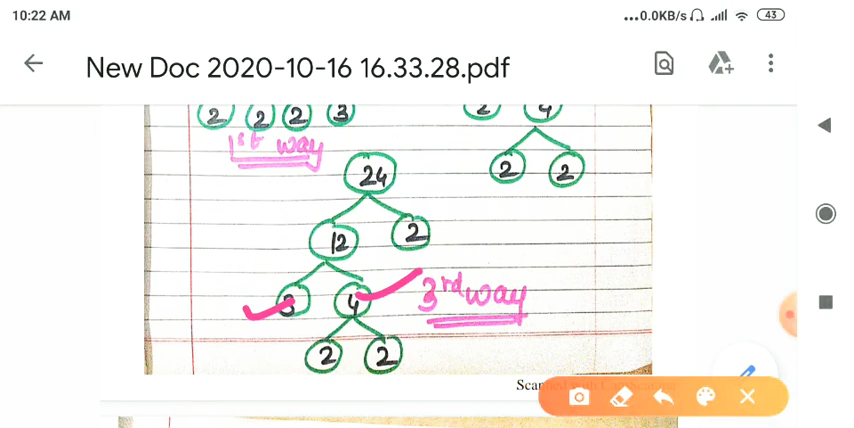 10:22 AM
...0.0KB/s 43
New Doc 2020-10-16 16.33.28.pdf
2 2 2 3 2 4
1st way
2 2
24
12 2
3 4
3rd way
2 2